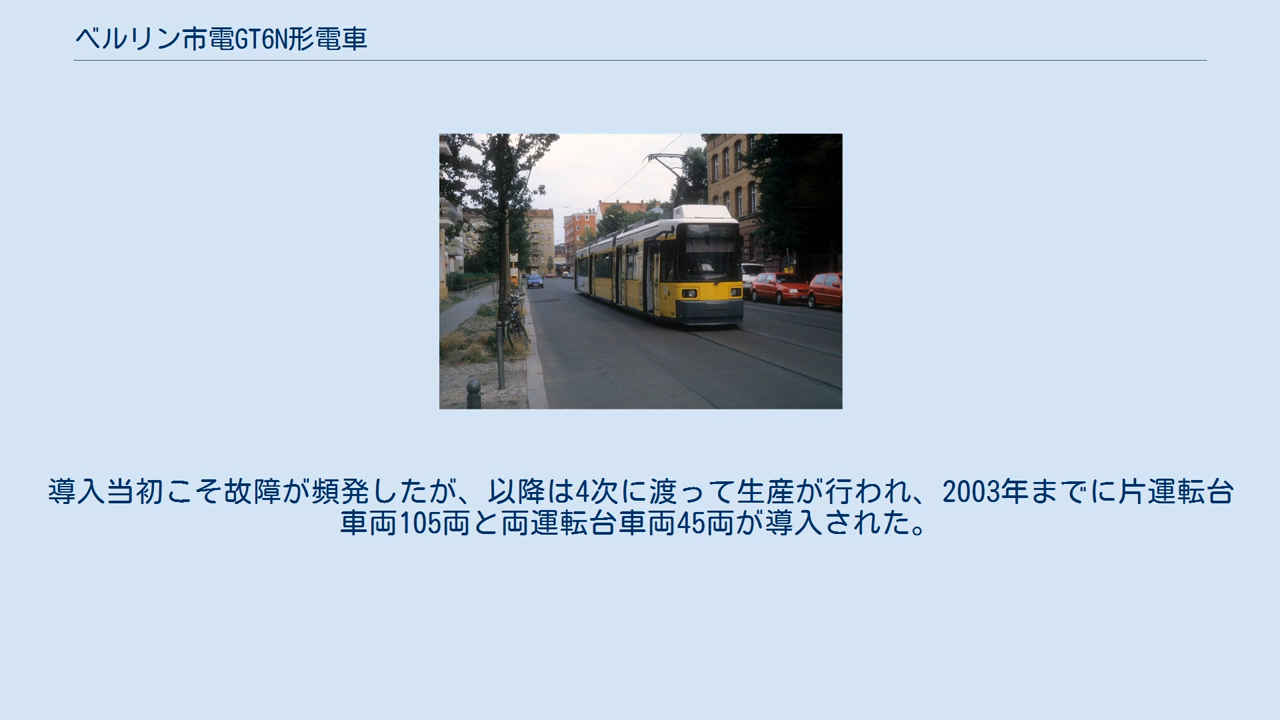 ベルリン市電GT6N形電車
導入当初こそ故障が頻発したが、以降は4次に渡って生産が行われ、2003年までに片運転台
車両105両と両運転台車両45両が導入された。